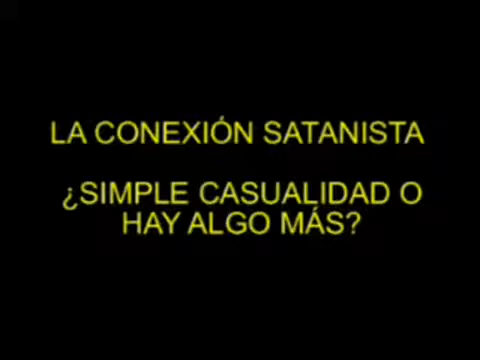 LA CONEXIÓN SATANISTA
¿SIMPLE CASUALIDAD O
HAY ALGO MÁS?